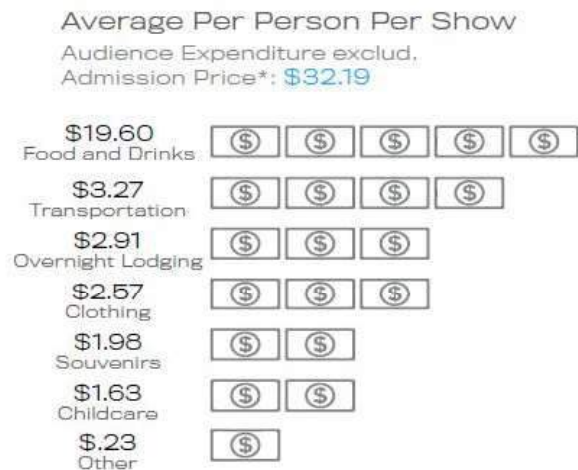 Average Per Person Per Show
Audience Expenditure exclud.
Admission Price*: $32.19
$19.60
Food and Drinks
$3.27
Transportation
$2.91
Overnight Lodging
$2.57
Clothing
$1.98
Souvenirs
$1.63
Childcare
$.23
Other